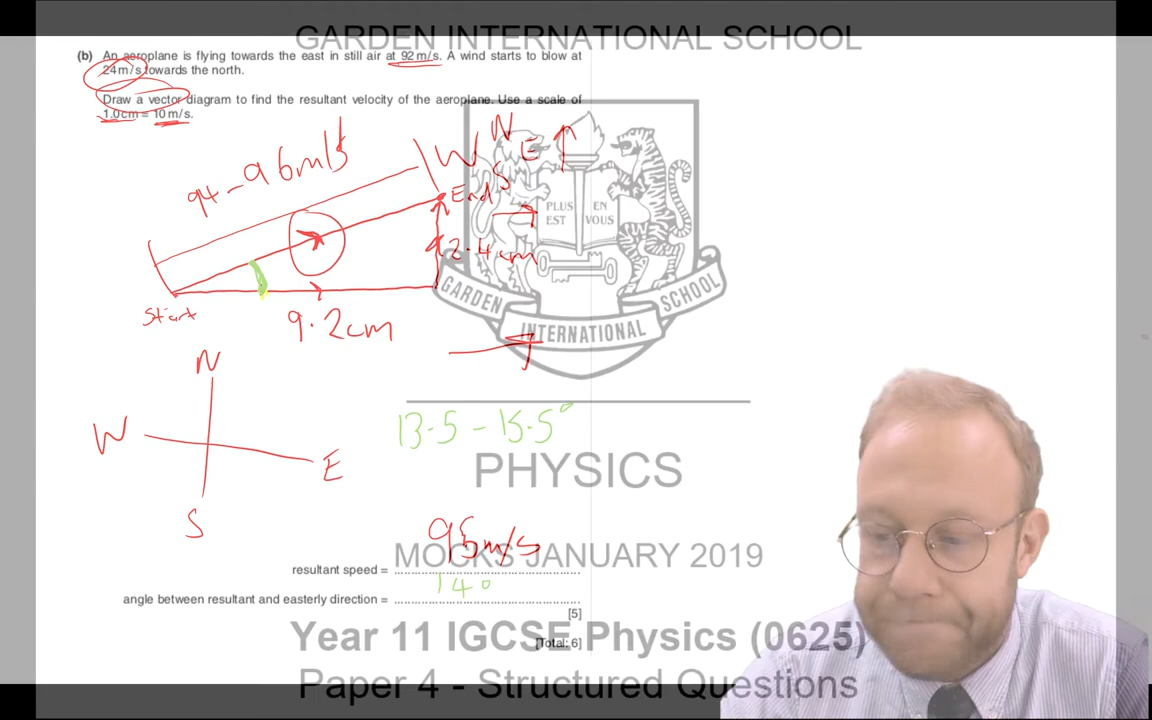 GARDEN INTERNATIONAL SCHOOL
(b) An aeroplane is flying towards the east in still air at 92 m/s. A wind starts to blow at
24 m/s towards the north.
Draw a vector diagram to find the resultant velocity of the aeroplane. Use a scale of
1.0 cm = 10 m/s.
N
W E
S
94-96m/s
End
2.4cm
PLUS EN
EST VOUS
GARDEN INTERNATIONAL SCHOOL
Start
9.2cm
N
W
E
S
13.5 - 15.5°
PHYSICS
95m/s
MOCKS JANUARY 2019
resultant speed =
14°
angle between resultant and easterly direction =
[5]
Year 11 IGCSE Physics (0625)
[Total: 6]
Paper 4 - Structured Questions